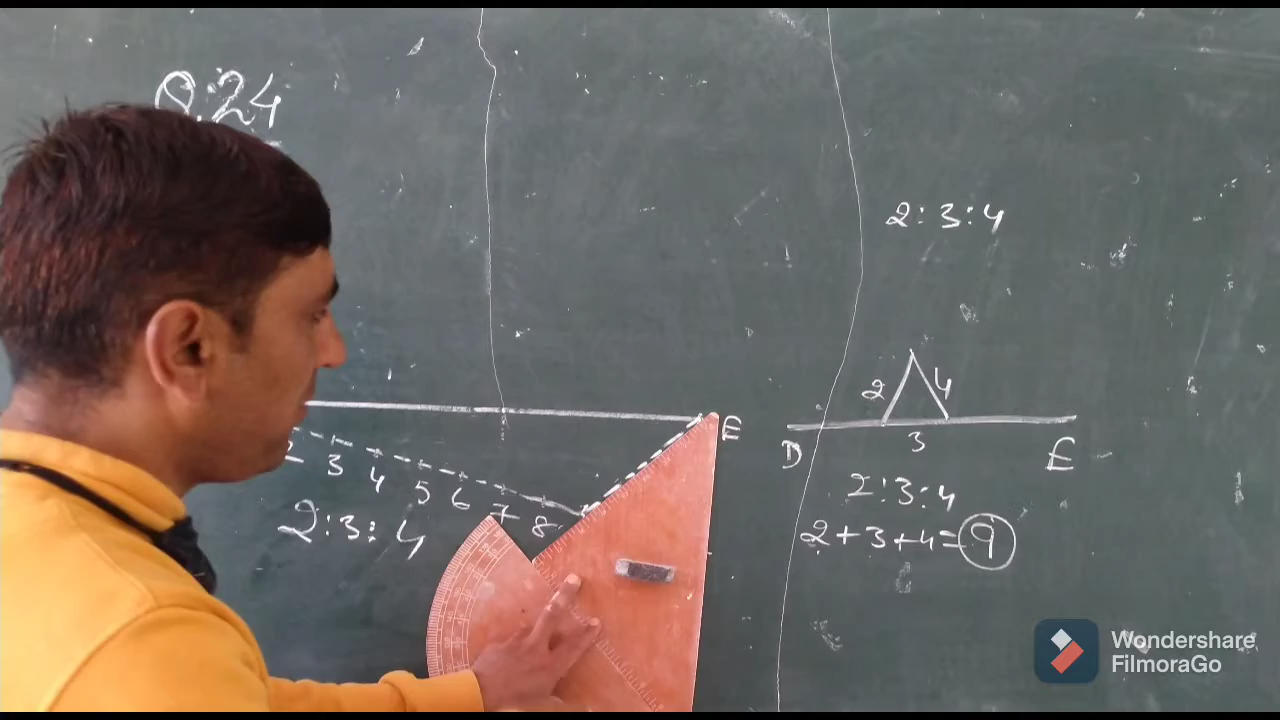 Q.24
2:3:4
2 4
E
D 3 E
2 3 4 5 6 7 8
2:3:4
2:3:4
2+3+4=9
Wondershare
FilmoraGo